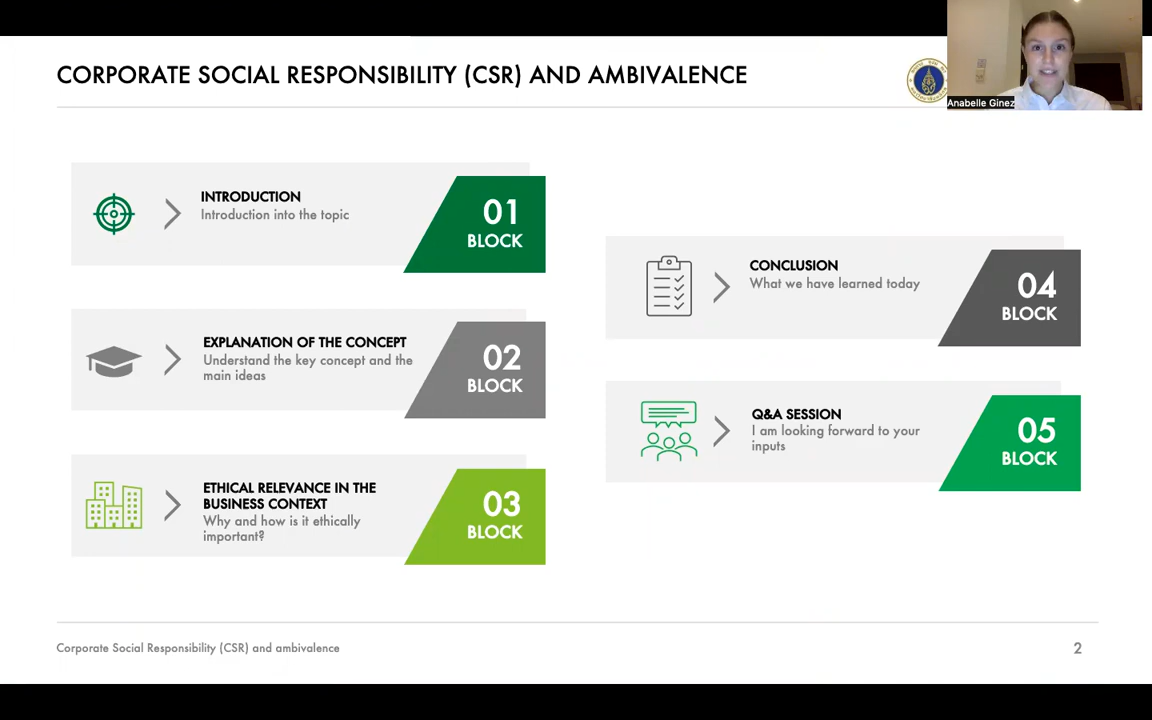 CORPORATE SOCIAL RESPONSIBILITY (CSR) AND AMBIVALENCE
Anabelle Ginez
INTRODUCTION
Introduction into the topic
01
BLOCK
EXPLANATION OF THE CONCEPT
Understand the key concept and the
main ideas
02
BLOCK
ETHICAL RELEVANCE IN THE
BUSINESS CONTEXT
Why and how is it ethically
important?
03
BLOCK
CONCLUSION
What we have learned today
04
BLOCK
Q&A SESSION
I am looking forward to your
inputs
05
BLOCK
Corporate Social Responsibility (CSR) and ambivalence
2